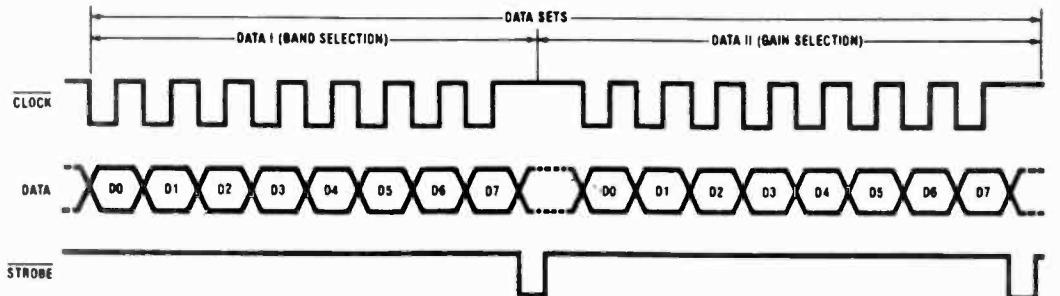 DATA SETS
DATA I (BAND SELECTION)
DATA II (GAIN SELECTION)
CLOCK
DATA
D0 D1 D2 D3 D4 D5 D6 D7
D0 D1 D2 D3 D4 D5 D6 D7
STROBE